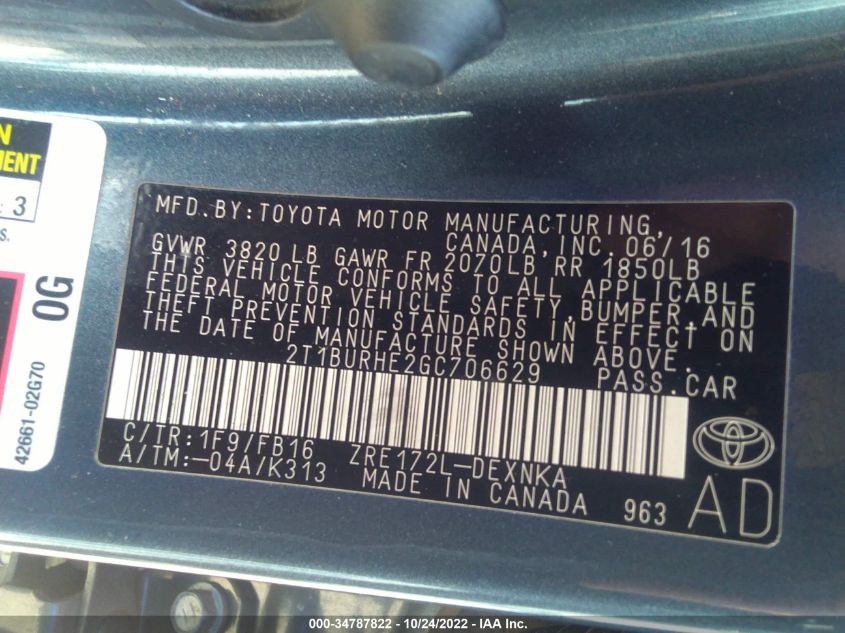 N
MENT
: 3
s.
0G
42661-02G70
MFD.BY:TOYOTA MOTOR MANUFACTURING,
CANADA,INC. 06/16
GVWR 3820 LB GAWR FR 2070LB RR 1850LB
THIS VEHICLE CONFORMS TO ALL APPLICABLE
FEDERAL MOTOR VEHICLE SAFETY,BUMPER,AND
THEFT PREVENTION STANDARDS IN EFFECT ON
THE DATE OF MANUFACTURE SHOWN ABOVE.
2T1BURHE2GC706629 PASS.CAR
C/TR:1F9/FB16 ZRE172L-DEXNKA
A/TM:-04A/K313 MADE IN CANADA 963
AD
000-34787822 - 10/24/2022 - IAA Inc.